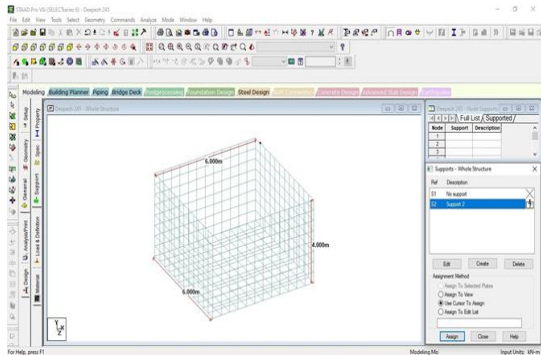 STAAD.Pro V8i (SELECTseries 6) - Deepesh 245
File Edit View Tools Select Geometry Commands Analyze Mode Window Help
Modeling Building Planner Piping Bridge Deck Postprocessing Foundation Design Steel Design Concrete Design Advanced Slab Design
Deepesh 245 - Whole Structure
Setup
Geometry
General
Analysis/Print
Design
Property
Spec
Support
Load & Definition
Material
6.000m
4.000m
6.000m
Y
X
Z
Full List / Supported
Node Support Description
1
2
3
Supports - Whole Structure
Ref Description
S1 No support
S2 Support 2
Edit Create Delete
Assignment Method
Assign To Selected Plates
Assign To View
Use Cursor To Assign
Assign To Edit List
Assign Close Help
For Help, press F1
Modeling Mo
Input Units: kN-m